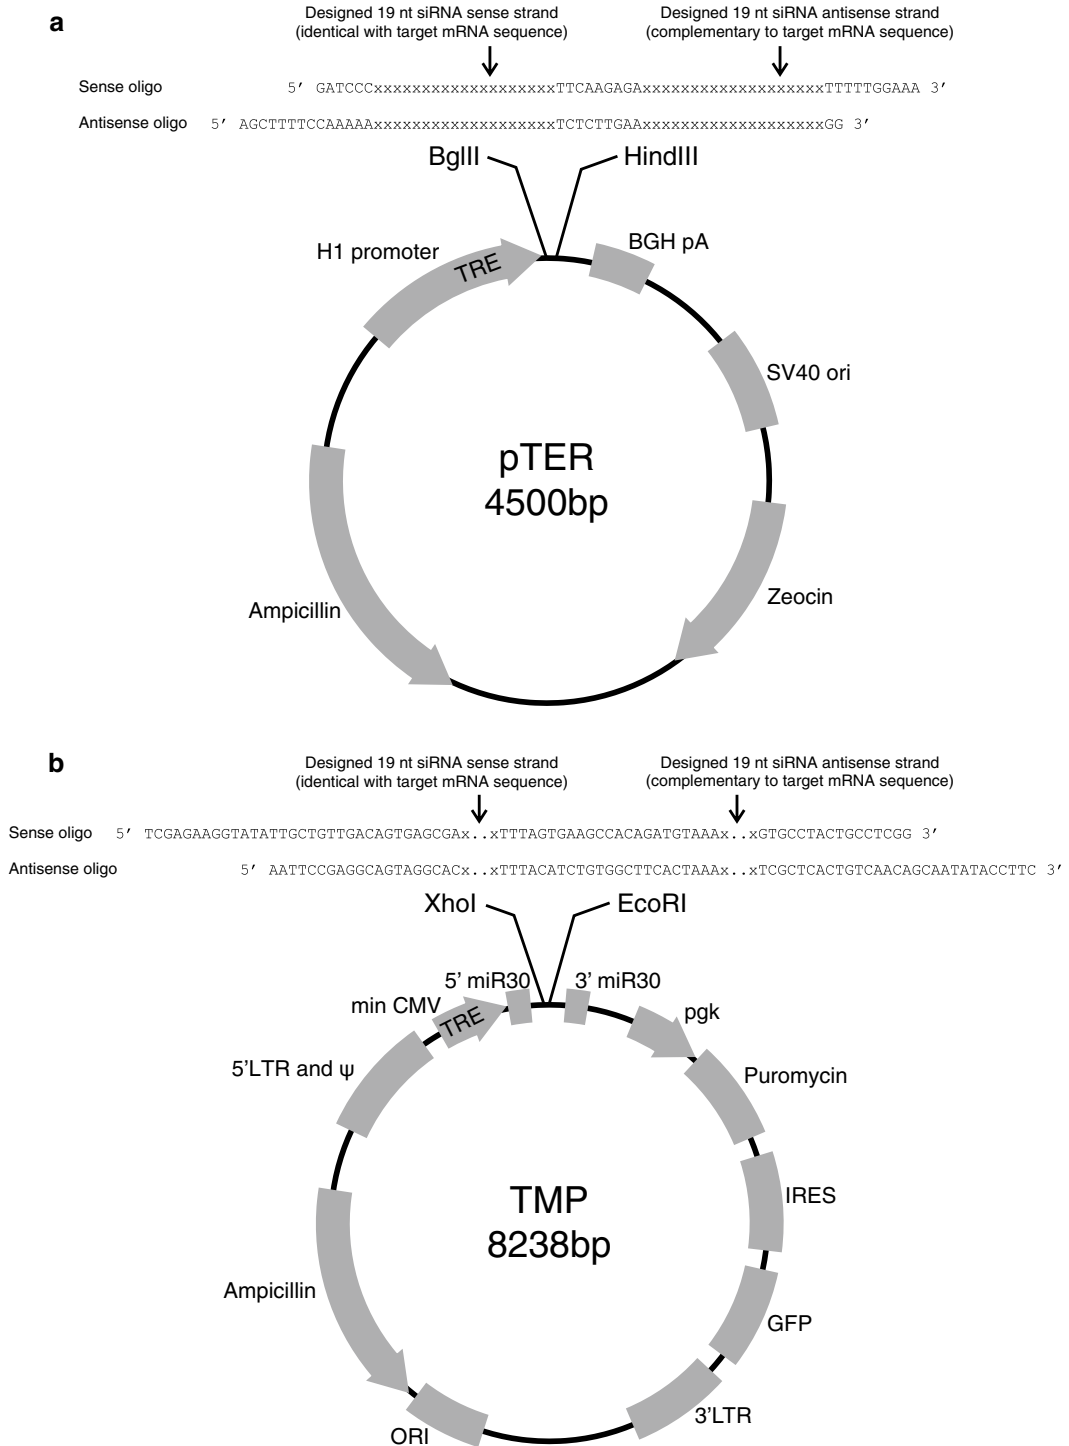 a
Designed 19 nt siRNA sense strand
(identical with target mRNA sequence)
Designed 19 nt siRNA antisense strand
(complementary to target mRNA sequence)
Sense oligo 5′ GATCCCxxxxxxxxxxxxxxxxxxxTTCAAGAGAxxxxxxxxxxxxxxxxxxxTTTTTGGAAA 3′
Antisense oligo 5′ AGCTTTTCCAAAAAxxxxxxxxxxxxxxxxxxxTCTCTTGAAxxxxxxxxxxxxxxxxxxxGG 3′
BglII
HindIII
H1 promoter
TRE
BGH pA
SV40 ori
pTER
4500bp
Zeocin
Ampicillin
b
Designed 19 nt siRNA sense strand
(identical with target mRNA sequence)
Designed 19 nt siRNA antisense strand
(complementary to target mRNA sequence)
Sense oligo 5′ TCGAGAAGGTATATTGCTGTTGACAGTGAGCGAx..xTTTAGTGAAGCCACAGATGTAAAx..xGTGCCTACTGCCTCGG 3′
Antisense oligo 5′ AATTCCGAGGCAGTAGGCACx..xTTTACATCTGTGGCTTCACTAAAx..xTCGCTCACTGTCAACAGCAATATACCTTC 3′
XhoI
EcoRI
5’ miR30
3’ miR30
min CMV
TRE
pgk
5’LTR and ψ
Puromycin
IRES
TMP
8238bp
Ampicillin
GFP
3’LTR
ORI